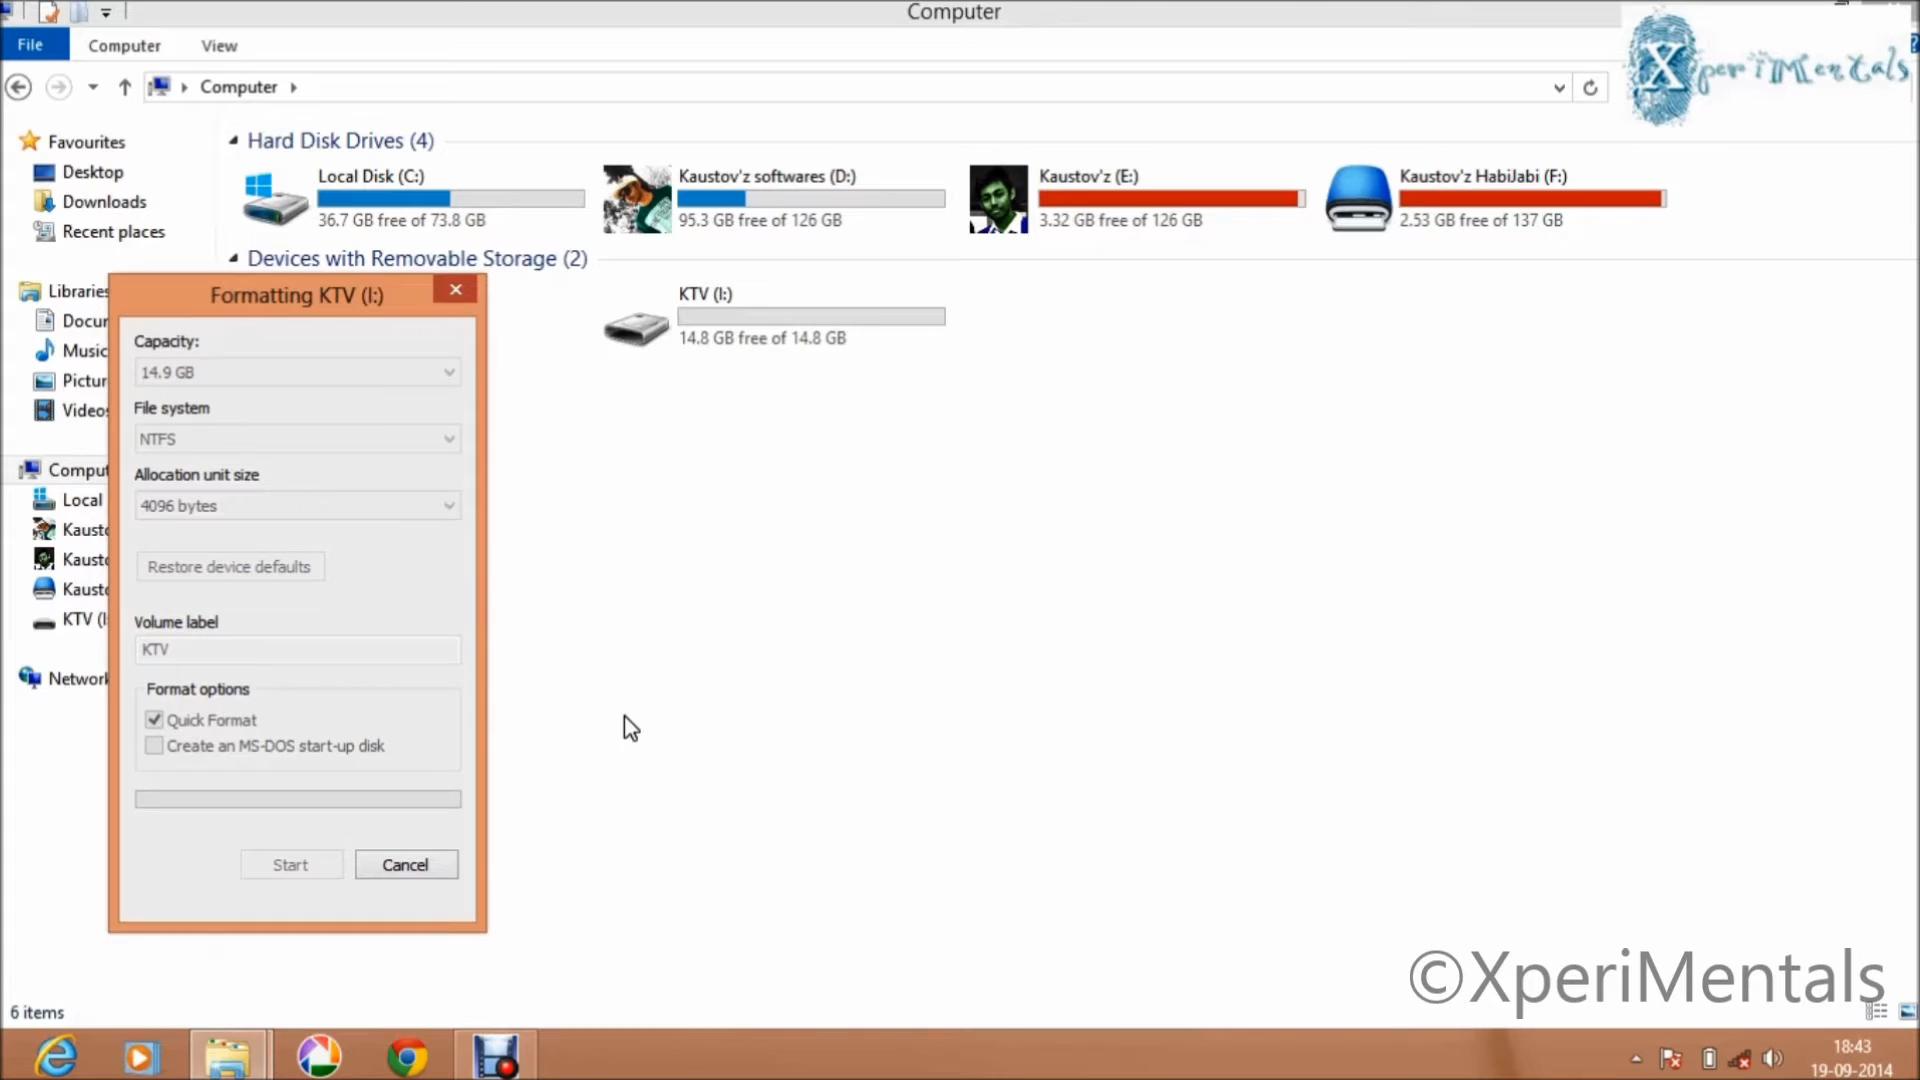 Computer
File
Computer
View
XperiMentals
Computer
Favourites
Desktop
Downloads
Recent places
Libraries
Music
Network
Hard Disk Drives (4)
Local Disk (C:)
36.7 GB free of 73.8 GB
Kaustov'z softwares (D:)
95.3 GB free of 126 GB
Kaustov'z (E:)
3.32 GB free of 126 GB
Kaustov'z HabiJabi (F:)
2.53 GB free of 137 GB
Devices with Removable Storage (2)
KTV (I:)
14.8 GB free of 14.8 GB
Docur
Pictur
Video
Comput
Local
Kausto
Kausto
Kausto
KTV (I
Formatting KTV (I:)
Capacity:
14.9 GB
File system
NTFS
Allocation unit size
4096 bytes
Restore device defaults
Volume label
KTV
Format options
Quick Format
Create an MS-DOS start-up disk
Start
Cancel
©XperiMentals
6 items
18:43
19-09-2014